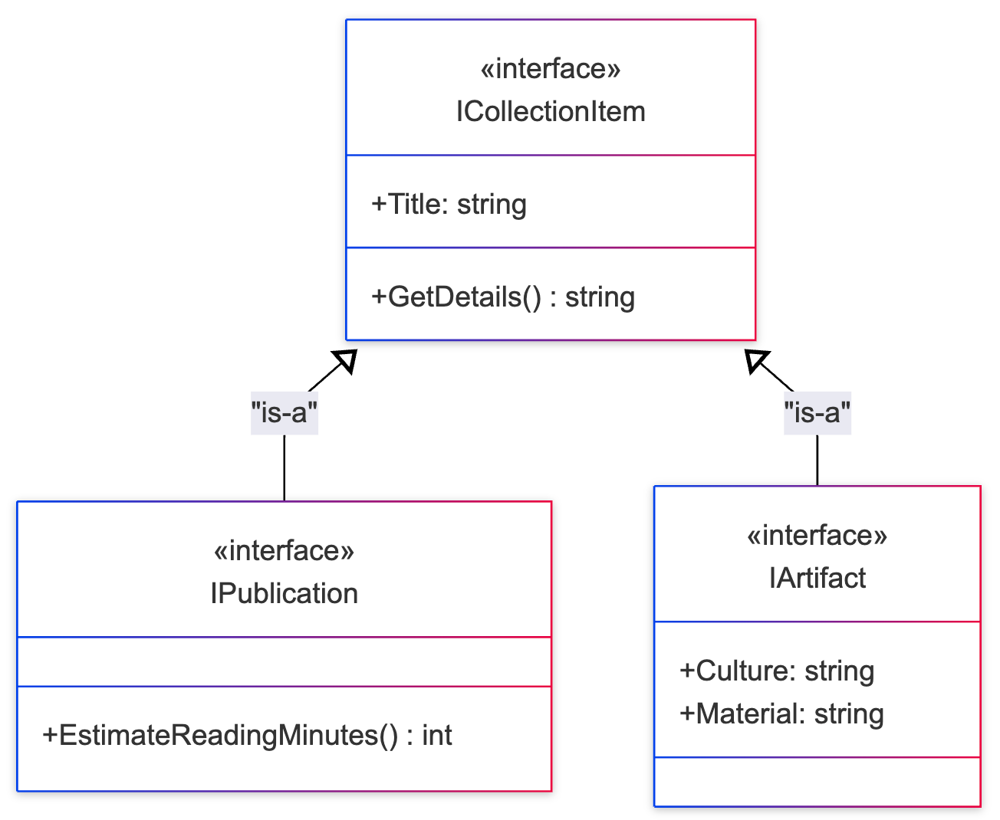 «interface»
ICollectionItem
+Title: string
+GetDetails() : string
"is-a"
"is-a"
«interface»
IPublication
+EstimateReadingMinutes() : int
«interface»
IArtifact
+Culture: string
+Material: string